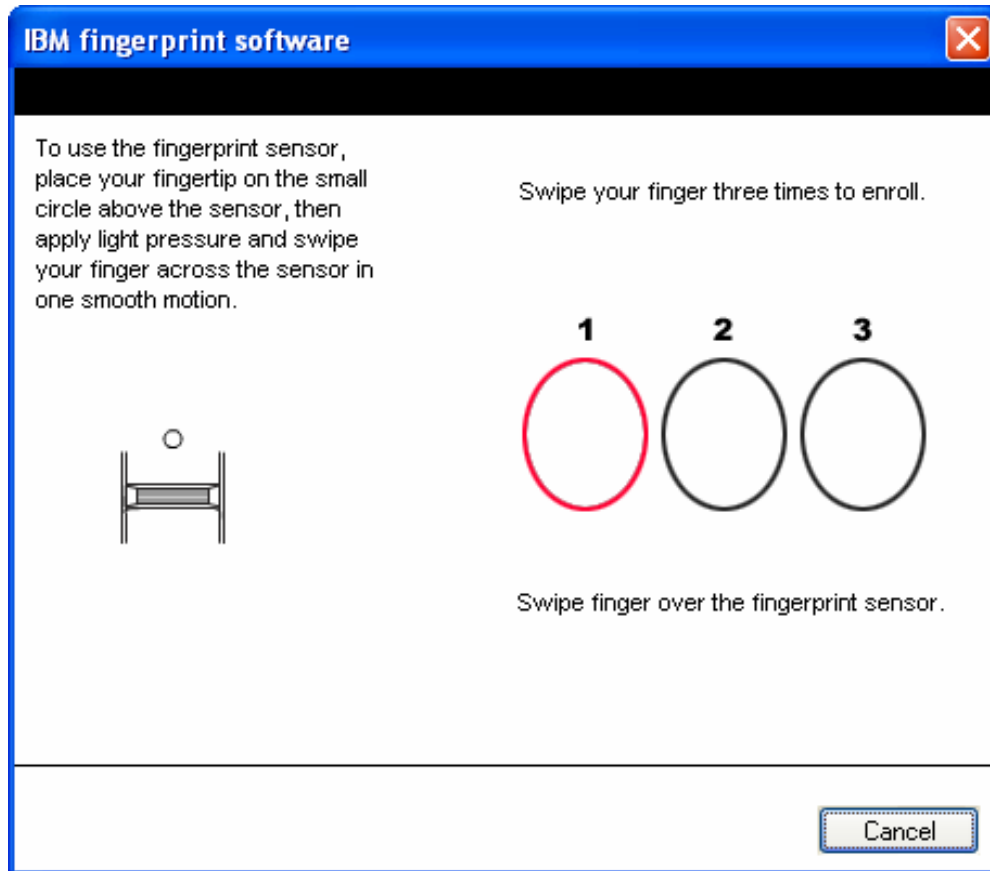 IBM fingerprint software
To use the fingerprint sensor,
place your fingertip on the small
circle above the sensor, then
apply light pressure and swipe
your finger across the sensor in
one smooth motion.
Swipe your finger three times to enroll.
1 2 3
Swipe finger over the fingerprint sensor.
Cancel